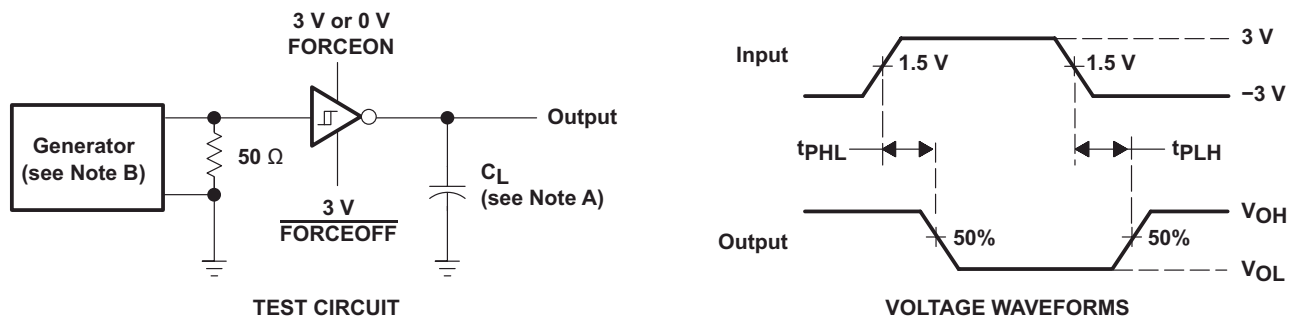 3 V or 0 V
FORCEON
Generator
(see Note B)
50 Ω
Output
CL
(see Note A)
3 V
FORCEOFF
TEST CIRCUIT
Input
1.5 V
1.5 V
3 V
−3 V
tPHL
tPLH
Output
50%
50%
VOH
VOL
VOLTAGE WAVEFORMS